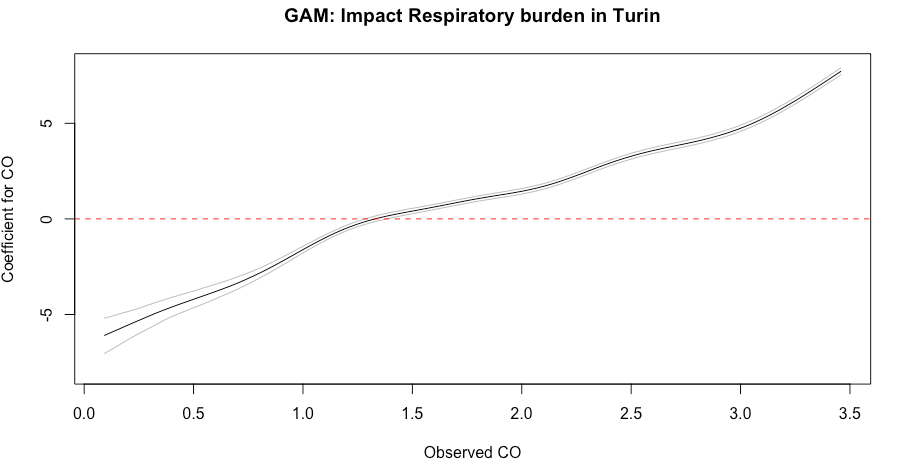 GAM: Impact Respiratory burden in Turin
Coefficient for CO
5
0
-5
0.0 0.5 1.0 1.5 2.0 2.5 3.0 3.5
Observed CO